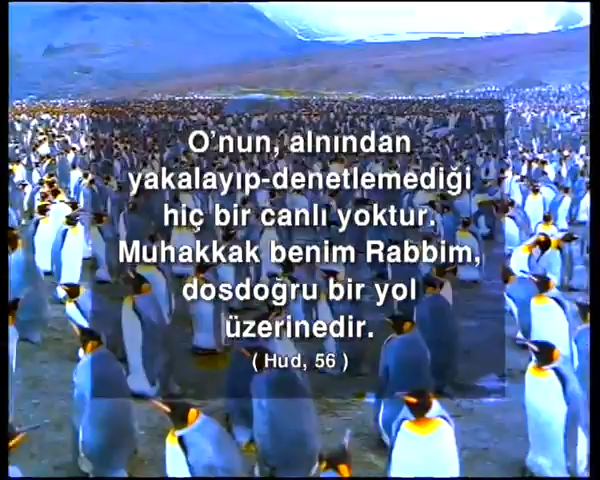 O'nun, alnından
yakalayıp-denetlemediği
hiç bir canlı yoktur.
Muhakkak benim Rabbim,
dosdoğru bir yol
üzerinedir.
( Hud, 56 )